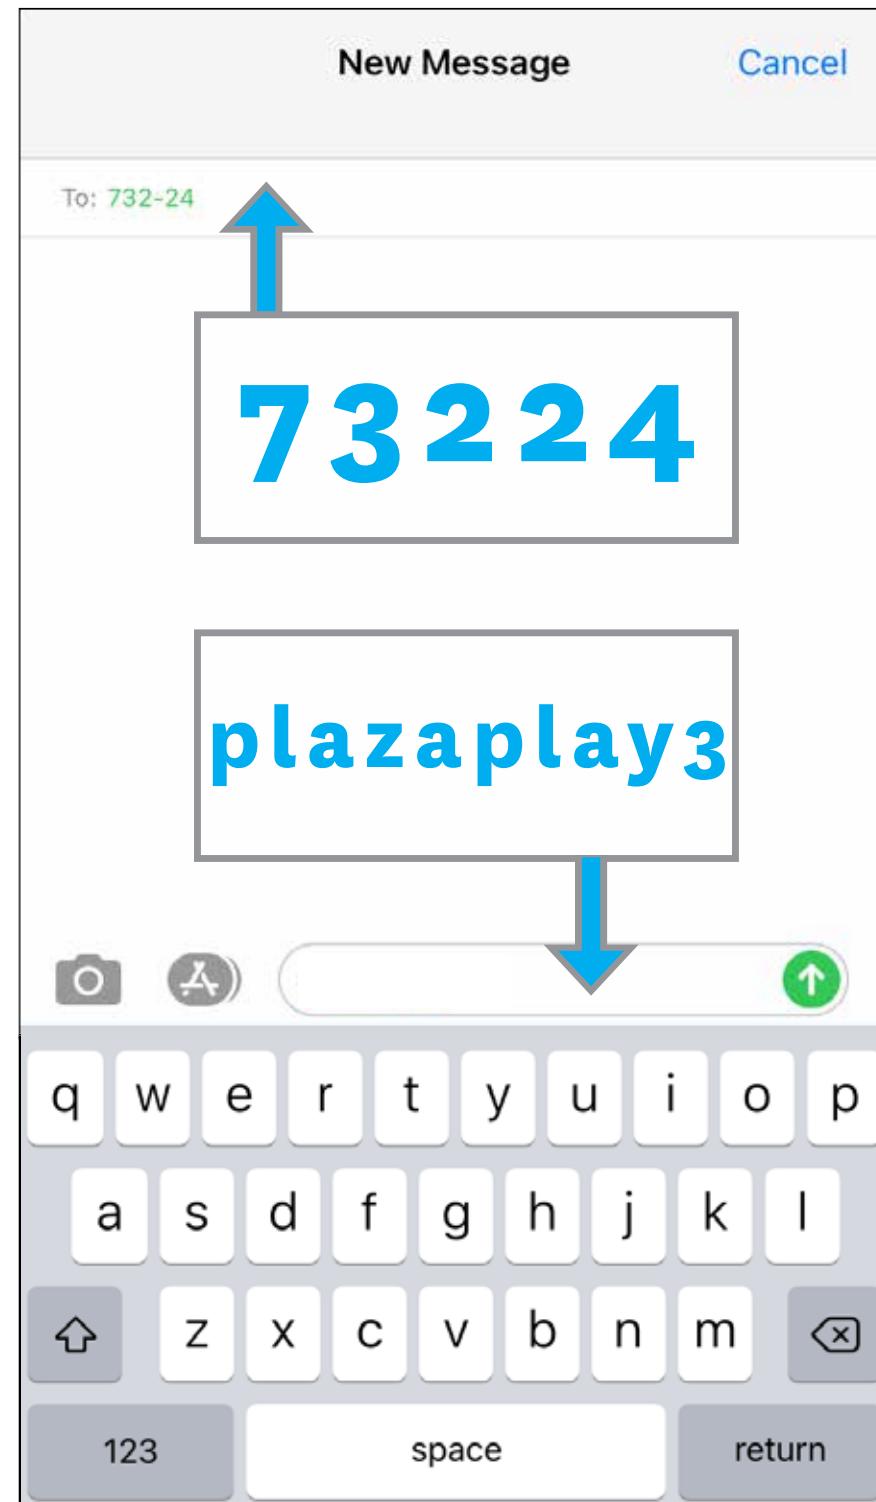 New Message Cancel
To: 732-24
73224
plazaplay3
q w e r t y u i o p
a s d f g h j k l
z x c v b n m
123 space return